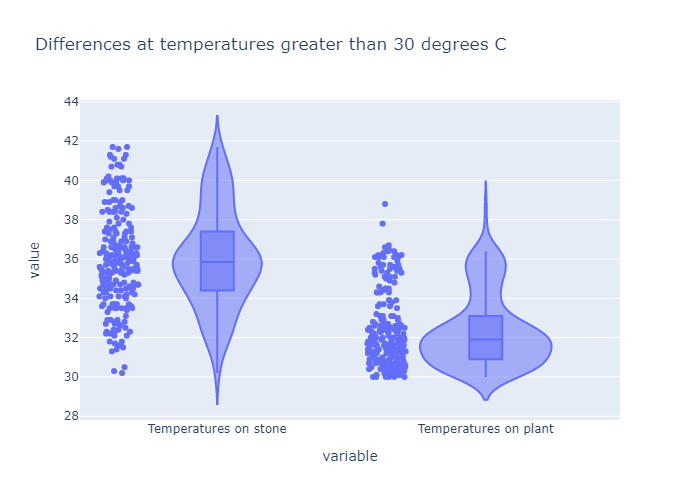 Differences at temperatures greater than 30 degrees C
44
42
40
38
36
34
32
30
28
value
Temperatures on stone
Temperatures on plant
variable